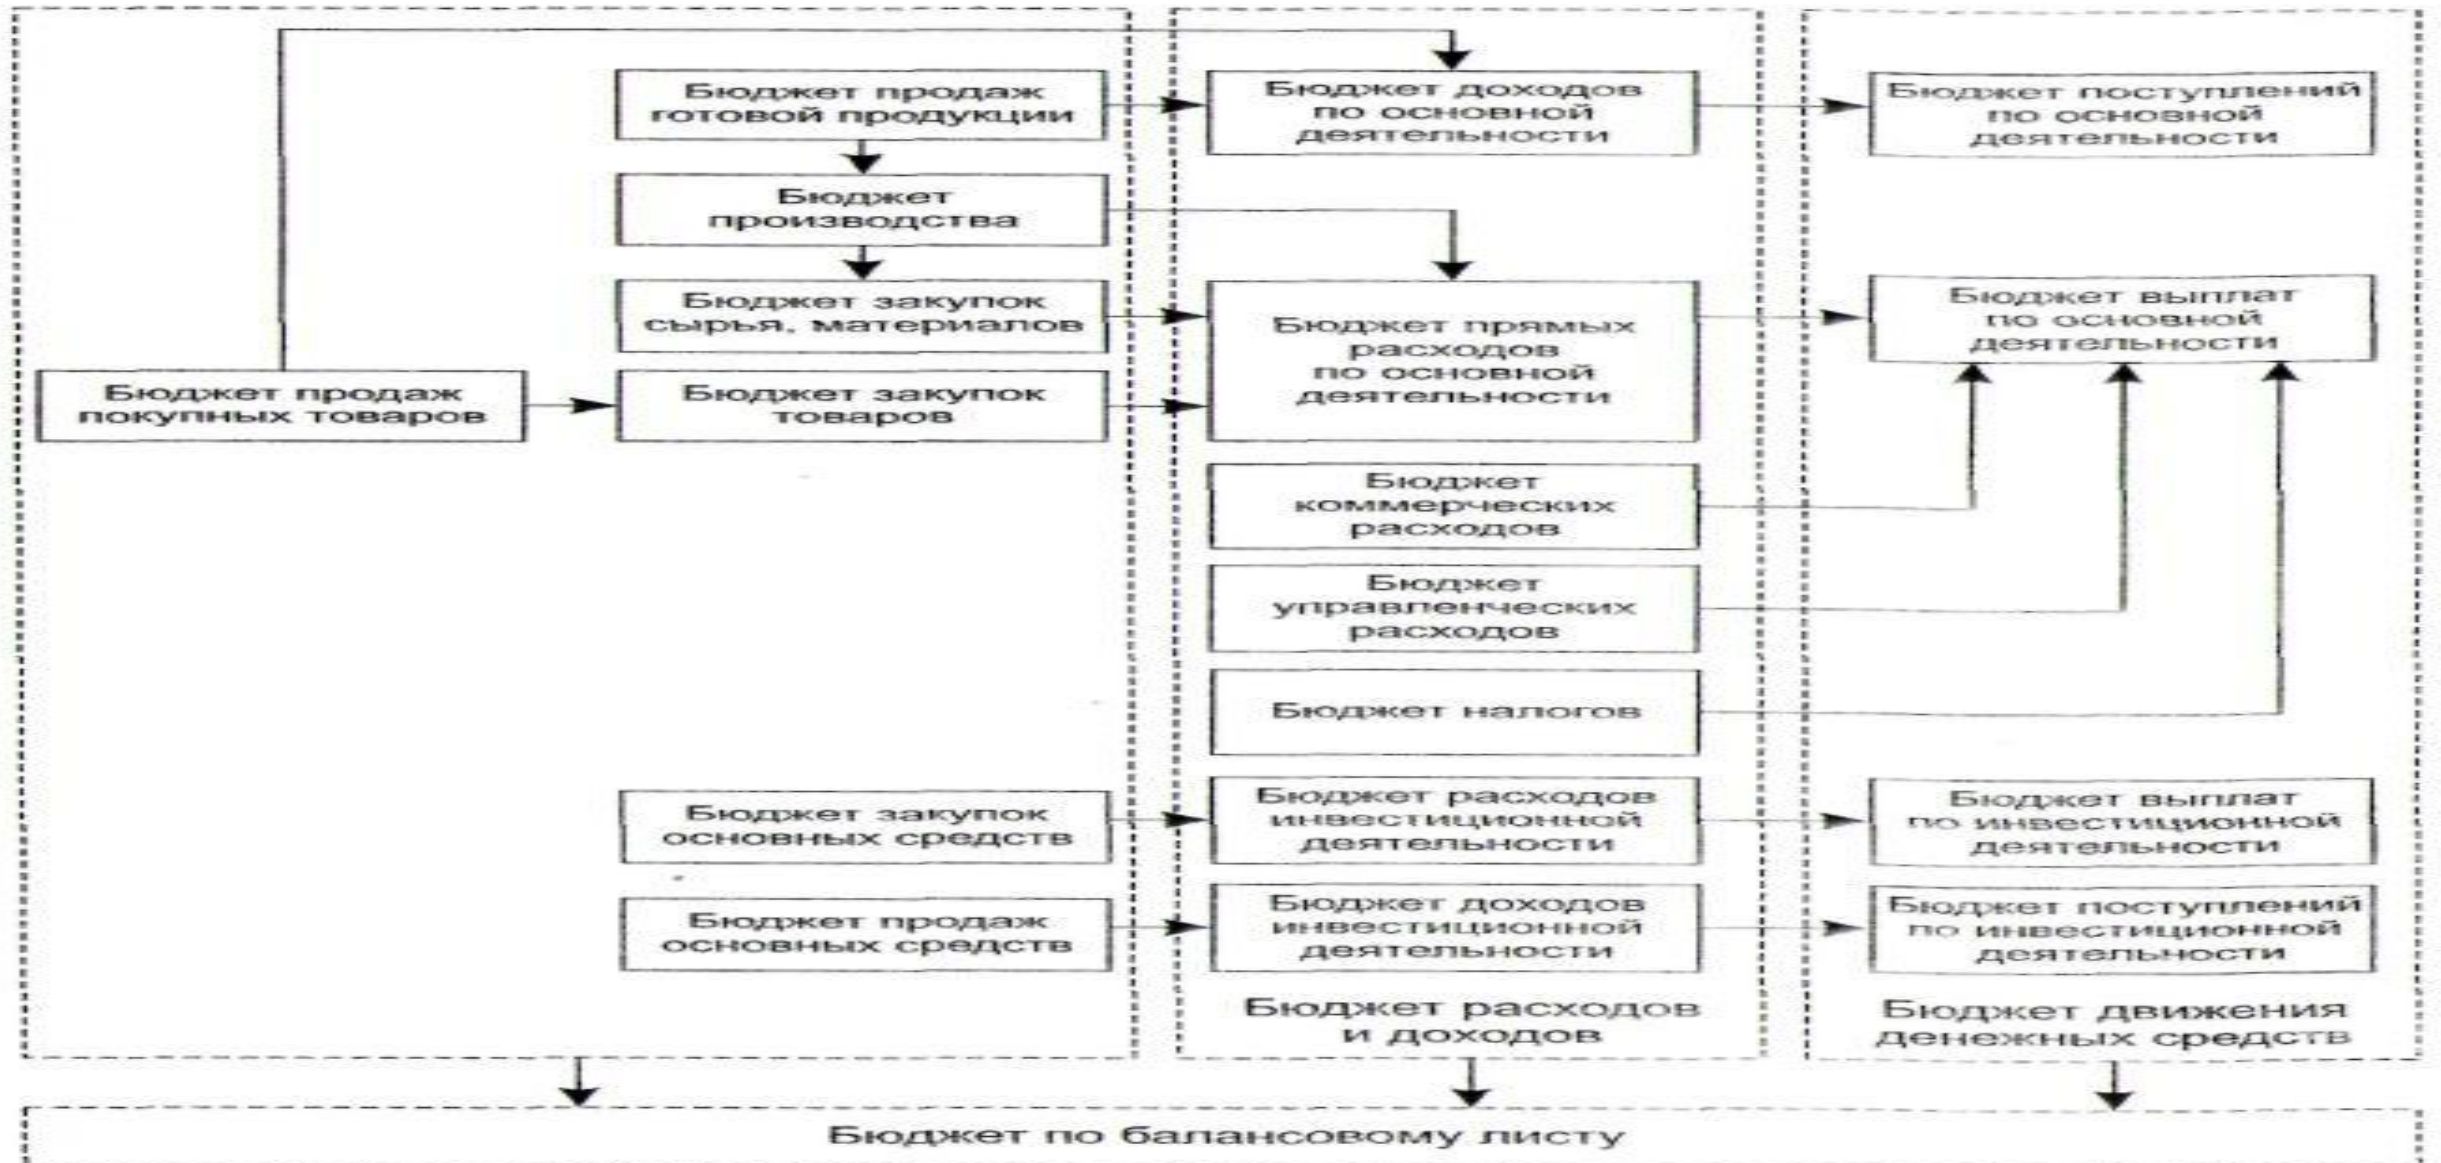 Бюджет продаж
готовой продукции
Бюджет
производства
Бюджет закупок
сырья, материалов
Бюджет продаж
покупных товаров
Бюджет закупок
товаров
Бюджет закупок
основных средств
Бюджет продаж
основных средств
Бюджет доходов
по основной
деятельности
Бюджет прямых
расходов
по основной
деятельности
Бюджет
коммерческих
расходов
Бюджет
управленческих
расходов
Бюджет налогов
Бюджет расходов
инвестиционной
деятельности
Бюджет доходов
инвестиционной
деятельности
Бюджет расходов
и доходов
Бюджет поступлений
по основной
деятельности
Бюджет выплат
по основной
деятельности
Бюджет выплат
по инвестиционной
деятельности
Бюджет поступлений
по инвестиционной
деятельности
Бюджет движения
денежных средств
Бюджет по балансовому листу